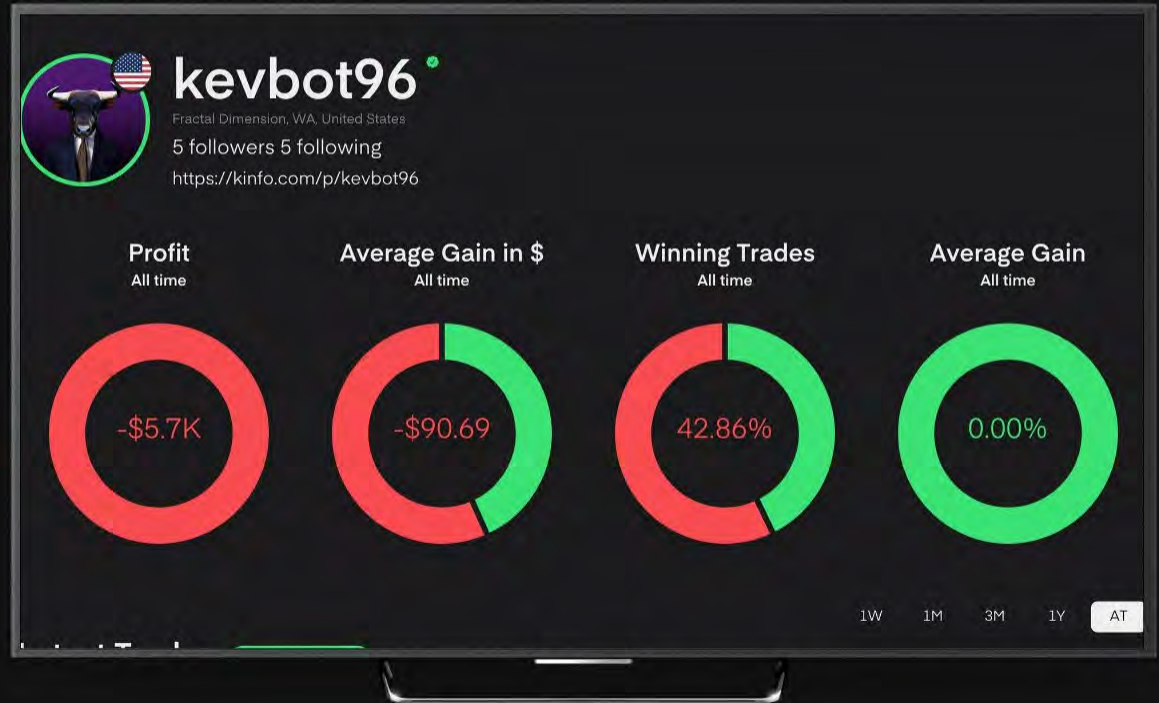 kevbot96
Fractal Dimension, WA, United States
5 followers 5 following
https://kinfo.com/p/kevbot96
Profit
All time
-$5.7K
Average Gain in $
All time
-$90.69
Winning Trades
All time
42.86%
Average Gain
All time
0.00%
1W 1M 3M 1Y AT